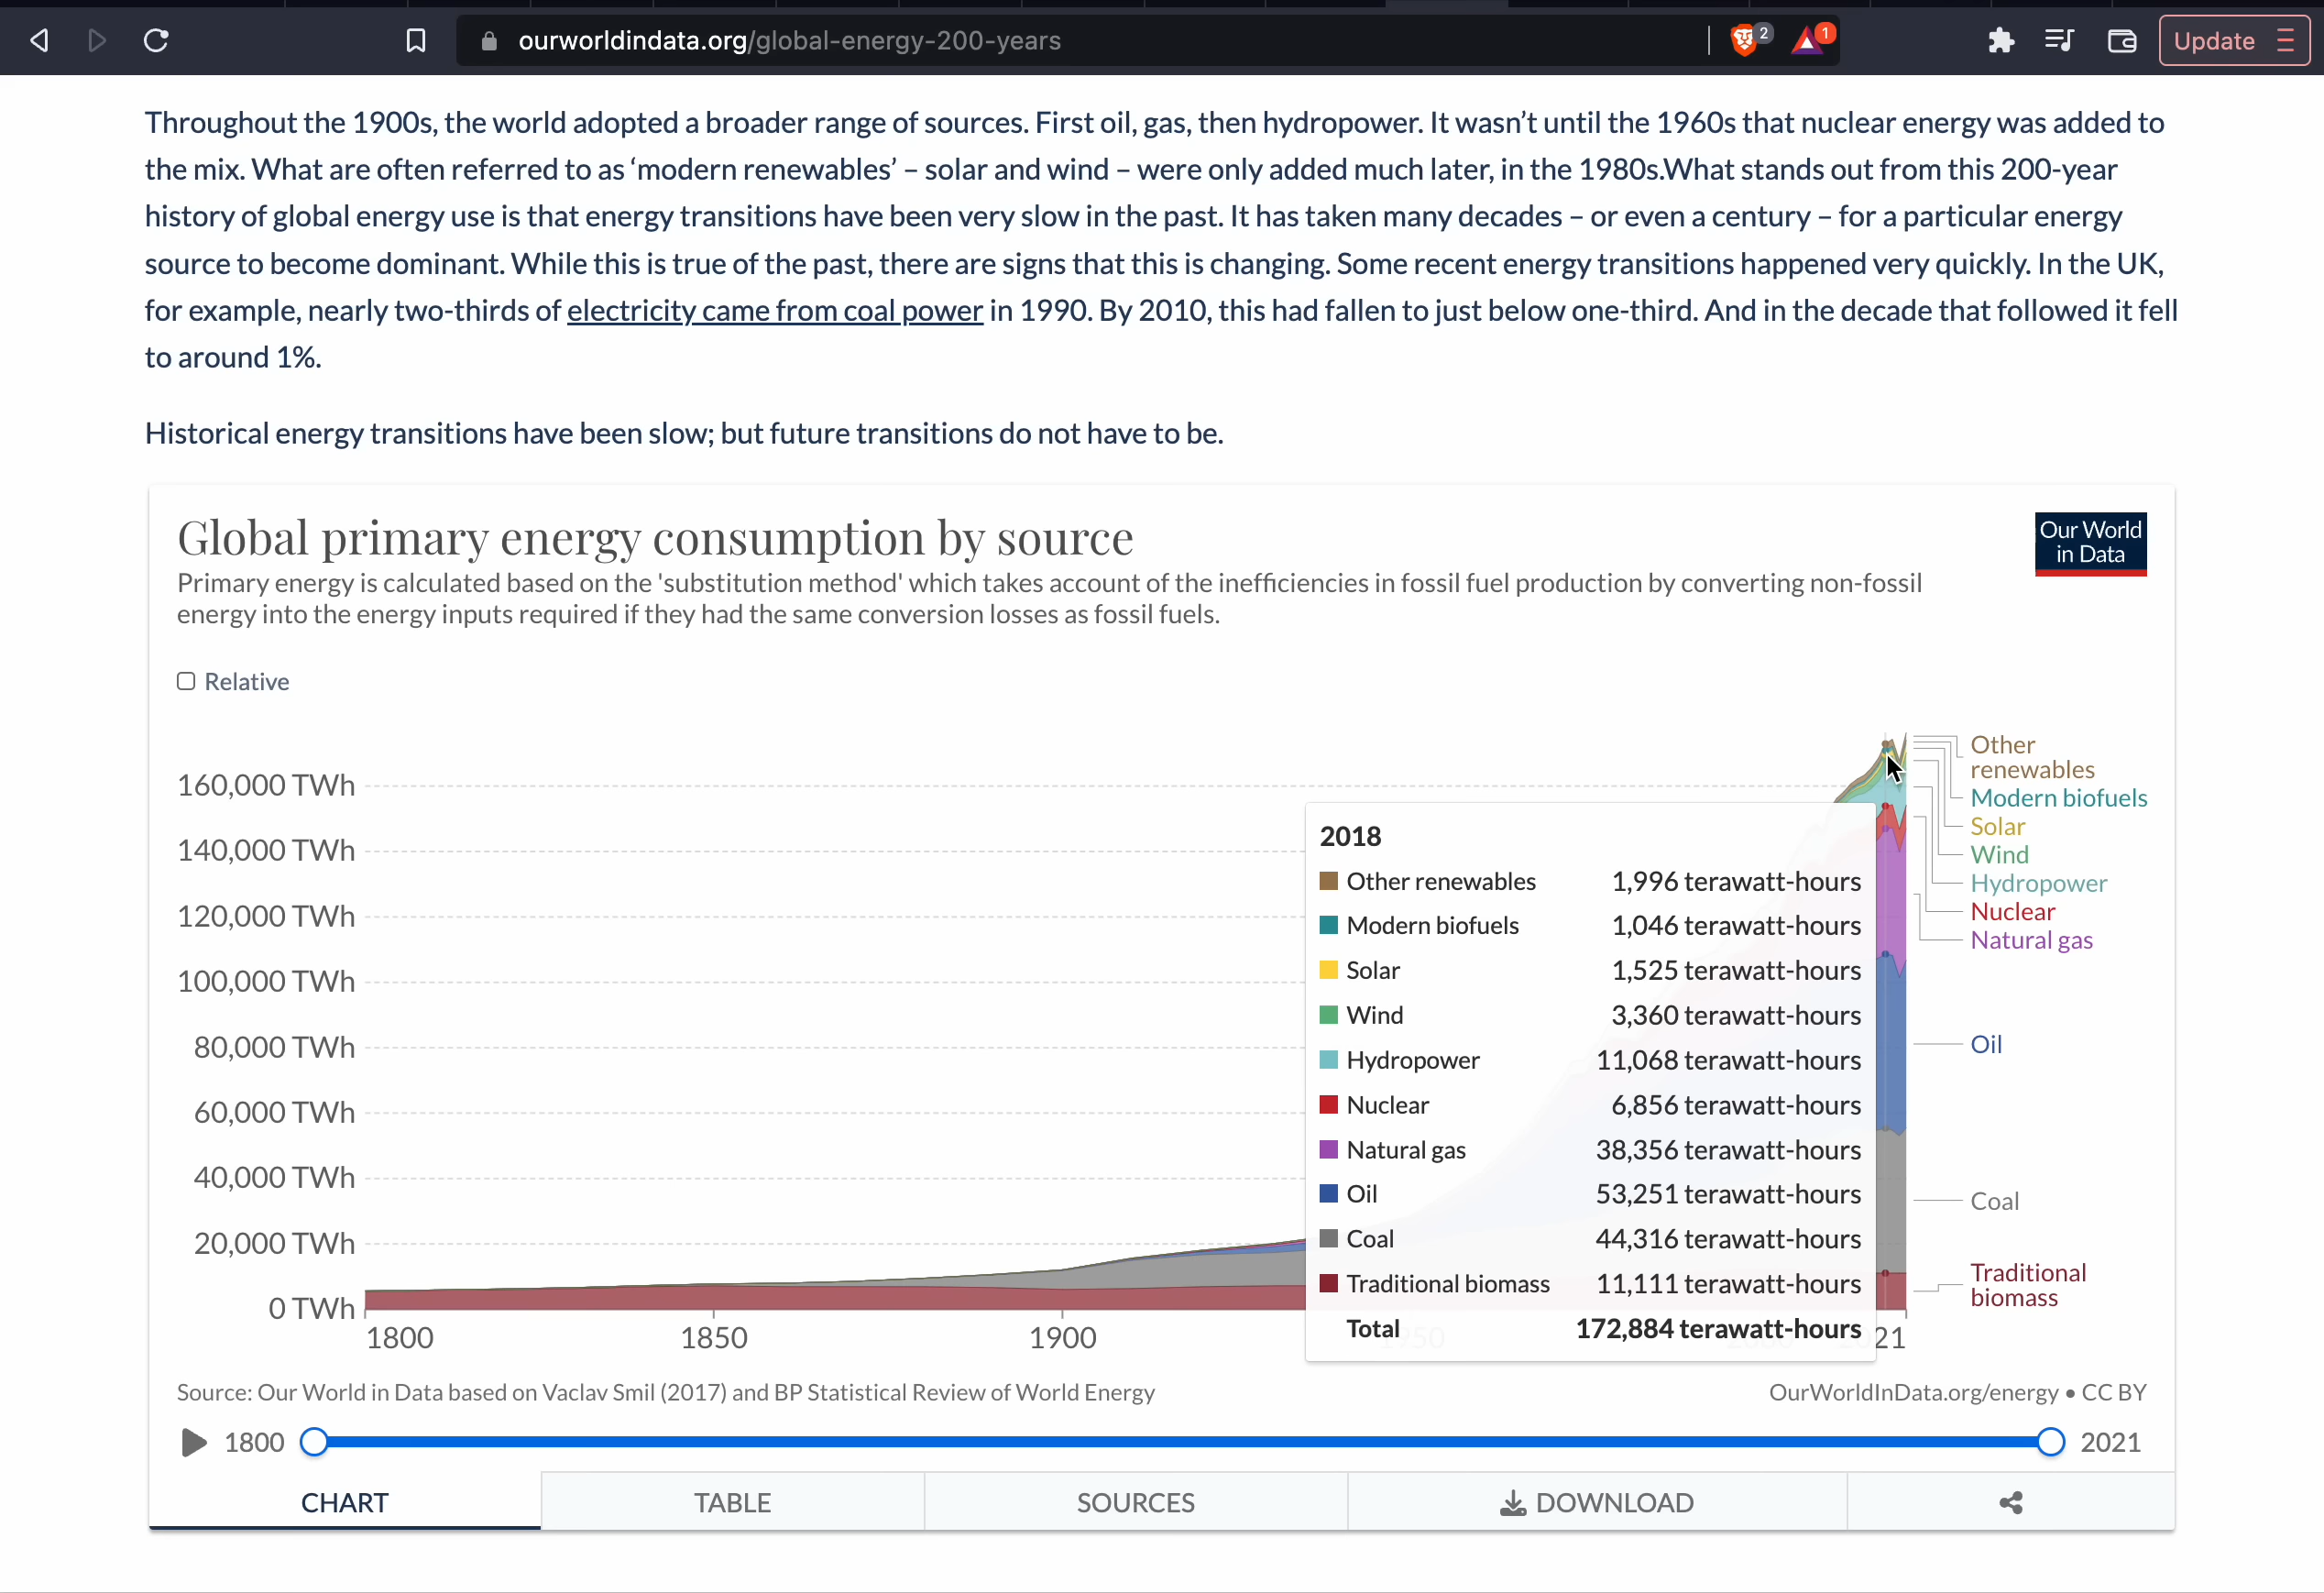 ourworldindata.org/global-energy-200-years
2
1
Update
Throughout the 1900s, the world adopted a broader range of sources. First oil, gas, then hydropower. It wasn’t until the 1960s that nuclear energy was added to
the mix. What are often referred to as ‘modern renewables’ – solar and wind – were only added much later, in the 1980s.What stands out from this 200-year
history of global energy use is that energy transitions have been very slow in the past. It has taken many decades – or even a century – for a particular energy
source to become dominant. While this is true of the past, there are signs that this is changing. Some recent energy transitions happened very quickly. In the UK,
for example, nearly two-thirds of electricity came from coal power in 1990. By 2010, this had fallen to just below one-third. And in the decade that followed it fell
to around 1%.
Historical energy transitions have been slow; but future transitions do not have to be.
Global primary energy consumption by source
Our World
in Data
Primary energy is calculated based on the 'substitution method' which takes account of the inefficiencies in fossil fuel production by converting non-fossil
energy into the energy inputs required if they had the same conversion losses as fossil fuels.
Relative
160,000 TWh
140,000 TWh
120,000 TWh
100,000 TWh
80,000 TWh
60,000 TWh
40,000 TWh
20,000 TWh
0 TWh
1800
1850
1900
21
2018
Other renewables 1,996 terawatt-hours
Modern biofuels 1,046 terawatt-hours
Solar 1,525 terawatt-hours
Wind 3,360 terawatt-hours
Hydropower 11,068 terawatt-hours
Nuclear 6,856 terawatt-hours
Natural gas 38,356 terawatt-hours
Oil 53,251 terawatt-hours
Coal 44,316 terawatt-hours
Traditional biomass 11,111 terawatt-hours
Total 172,884 terawatt-hours
Other
renewables
Modern biofuels
Solar
Wind
Hydropower
Nuclear
Natural gas
Oil
Coal
Traditional
biomass
Source: Our World in Data based on Vaclav Smil (2017) and BP Statistical Review of World Energy
OurWorldInData.org/energy • CC BY
1800
2021
CHART
TABLE
SOURCES
DOWNLOAD